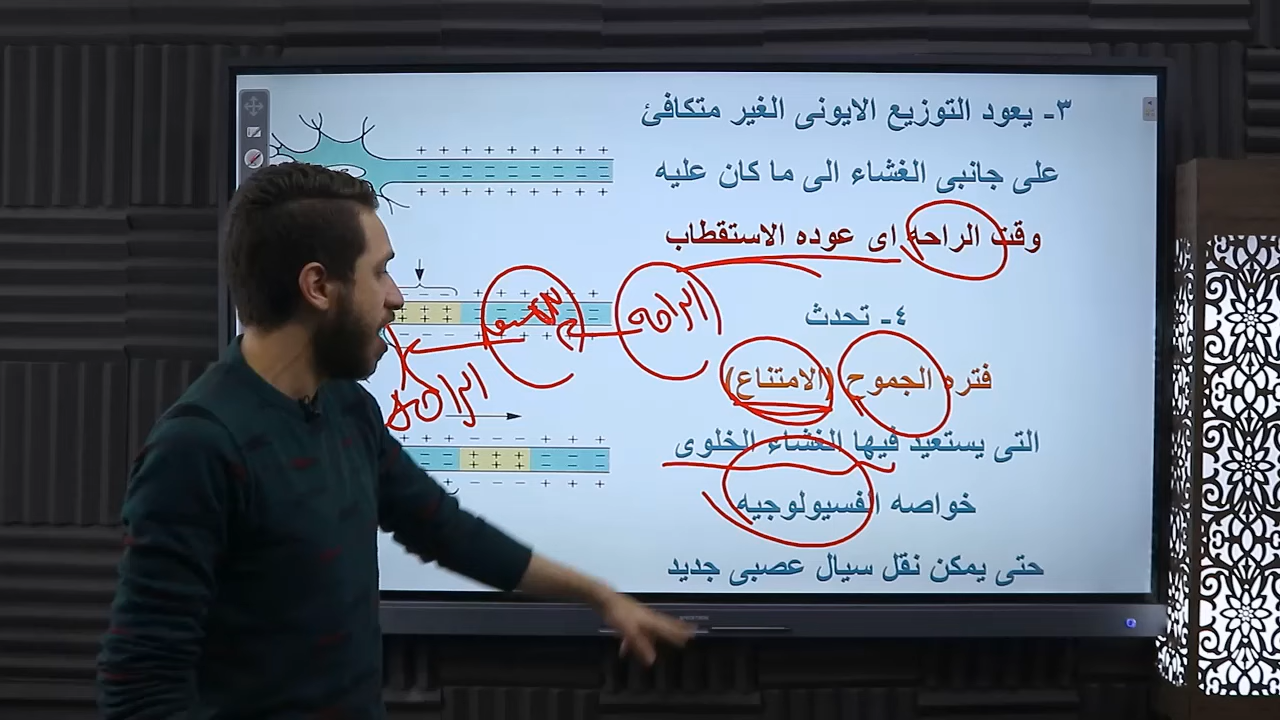 ٣- يعود التوزيع الايونى الغير متكافئ
على جانبى الغشاء الى ما كان عليه
وقت الراحه اى عوده الاستقطاب
٤- تحدث
فتره الجموح (الامتناع)
التى يستعيد فيها الغشاء الخلوى
خواصه الفسيولوجيه
حتى يمكن نقل سيال عصبى جديد
الراحه
الراحه